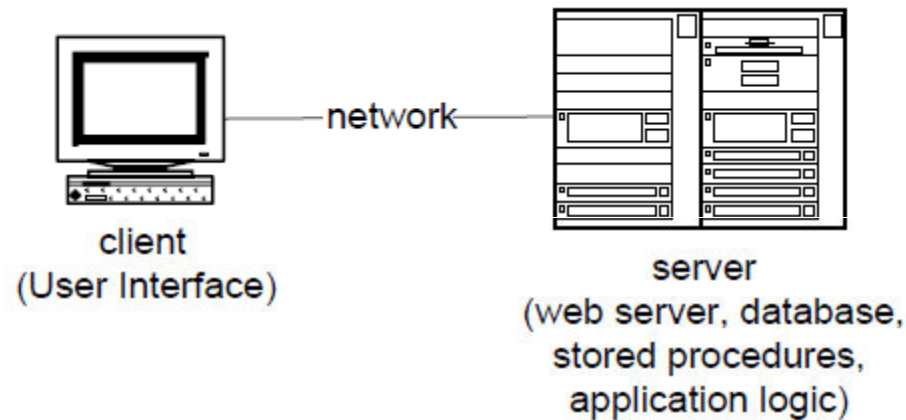 network
client
(User Interface)
server
(web server, database,
stored procedures,
application logic)